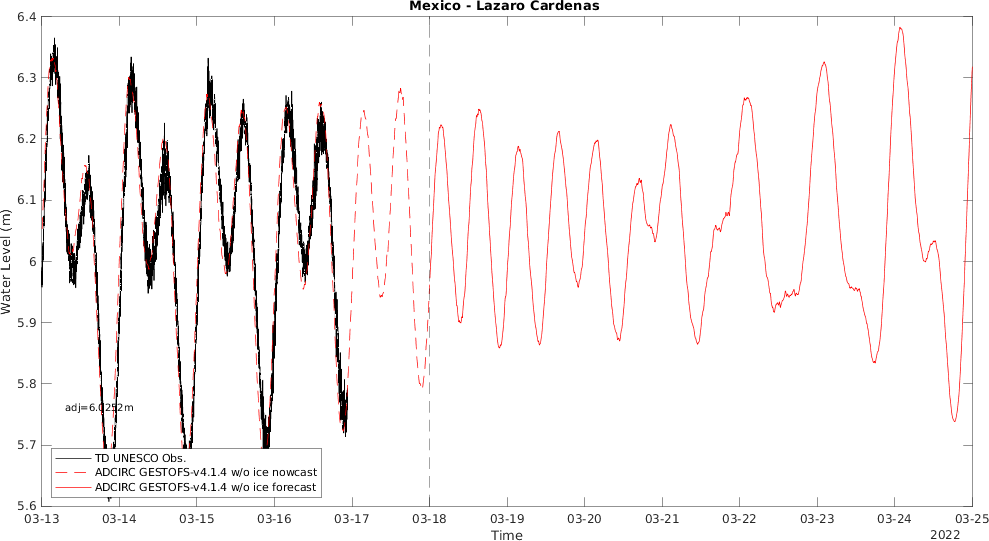 Mexico - Lazaro Cardenas
Water Level (m)
6.4
6.3
6.2
6.1
6
5.9
5.8
5.7
5.6
adj=6.0252m
TD UNESCO Obs.
ADCIRC GESTOFS-v4.1.4 w/o ice nowcast
ADCIRC GESTOFS-v4.1.4 w/o ice forecast
03-13 03-14 03-15 03-16 03-17 03-18 03-19 03-20 03-21 03-22 03-23 03-24 03-25
Time
2022